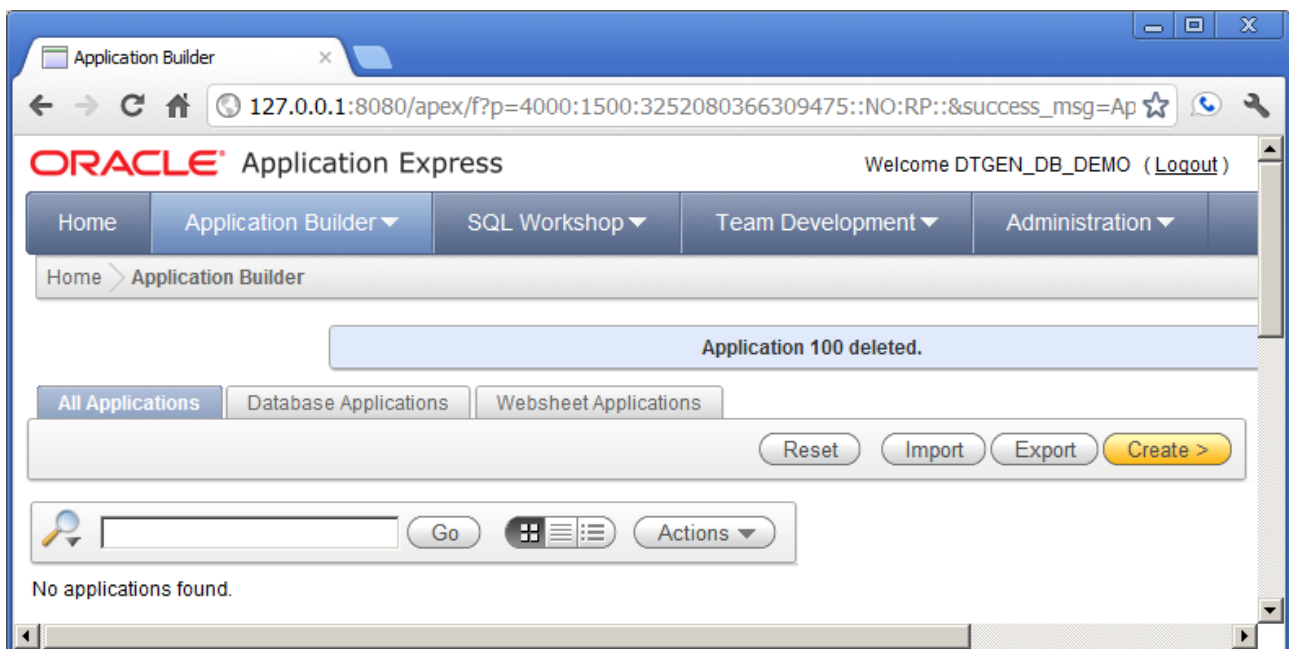 Application Builder
127.0.0.1:8080/apex/f?p=4000:1500:3252080366309475::NO:RP::&success_msg=Ap
ORACLE Application Express Welcome DTGEN_DB_DEMO (Logout)
Home Application Builder SQL Workshop Team Development Administration
Home Application Builder
Application 100 deleted.
All Applications Database Applications Websheet Applications
Reset Import Export Create >
Go Actions
No applications found.